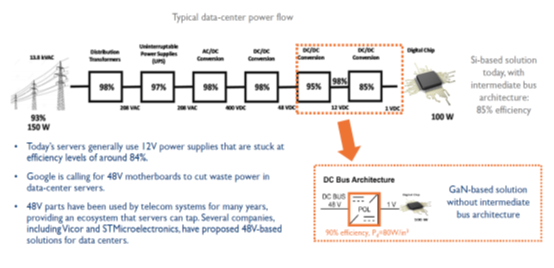 Typical data-center power flow
13.8 kVAC
Distribution
Transformers
Uninterruptable
Power Supplies
(UPS)
AC/DC
Conversion
DC/DC
Conversion
DC/DC
Conversion
DC/DC
Conversion
Digital Chip
98%
97%
98%
98%
95%
98%
85%
208 VAC
208 VAC
400 VDC
48 VDC
12 VDC
1 VDC
93%
150 W
100 W
Si-based solution
today, with
intermediate bus
architecture:
85% efficiency
• Today's servers generally use 12V power supplies that are stuck at
efficiency levels of around 84%.
• Google is calling for 48V motherboards to cut waste power in
data-center servers.
• 48V parts have been used by telecom systems for many years,
providing an ecosystem that servers can tap. Several companies,
including Vicor and STMicroelectronics, have proposed 48V-based
solutions for data centers.
DC Bus Architecture
DC BUS
48 V
POL
1 V
90% efficiency,
GaN-based solution
without intermediate
bus architecture